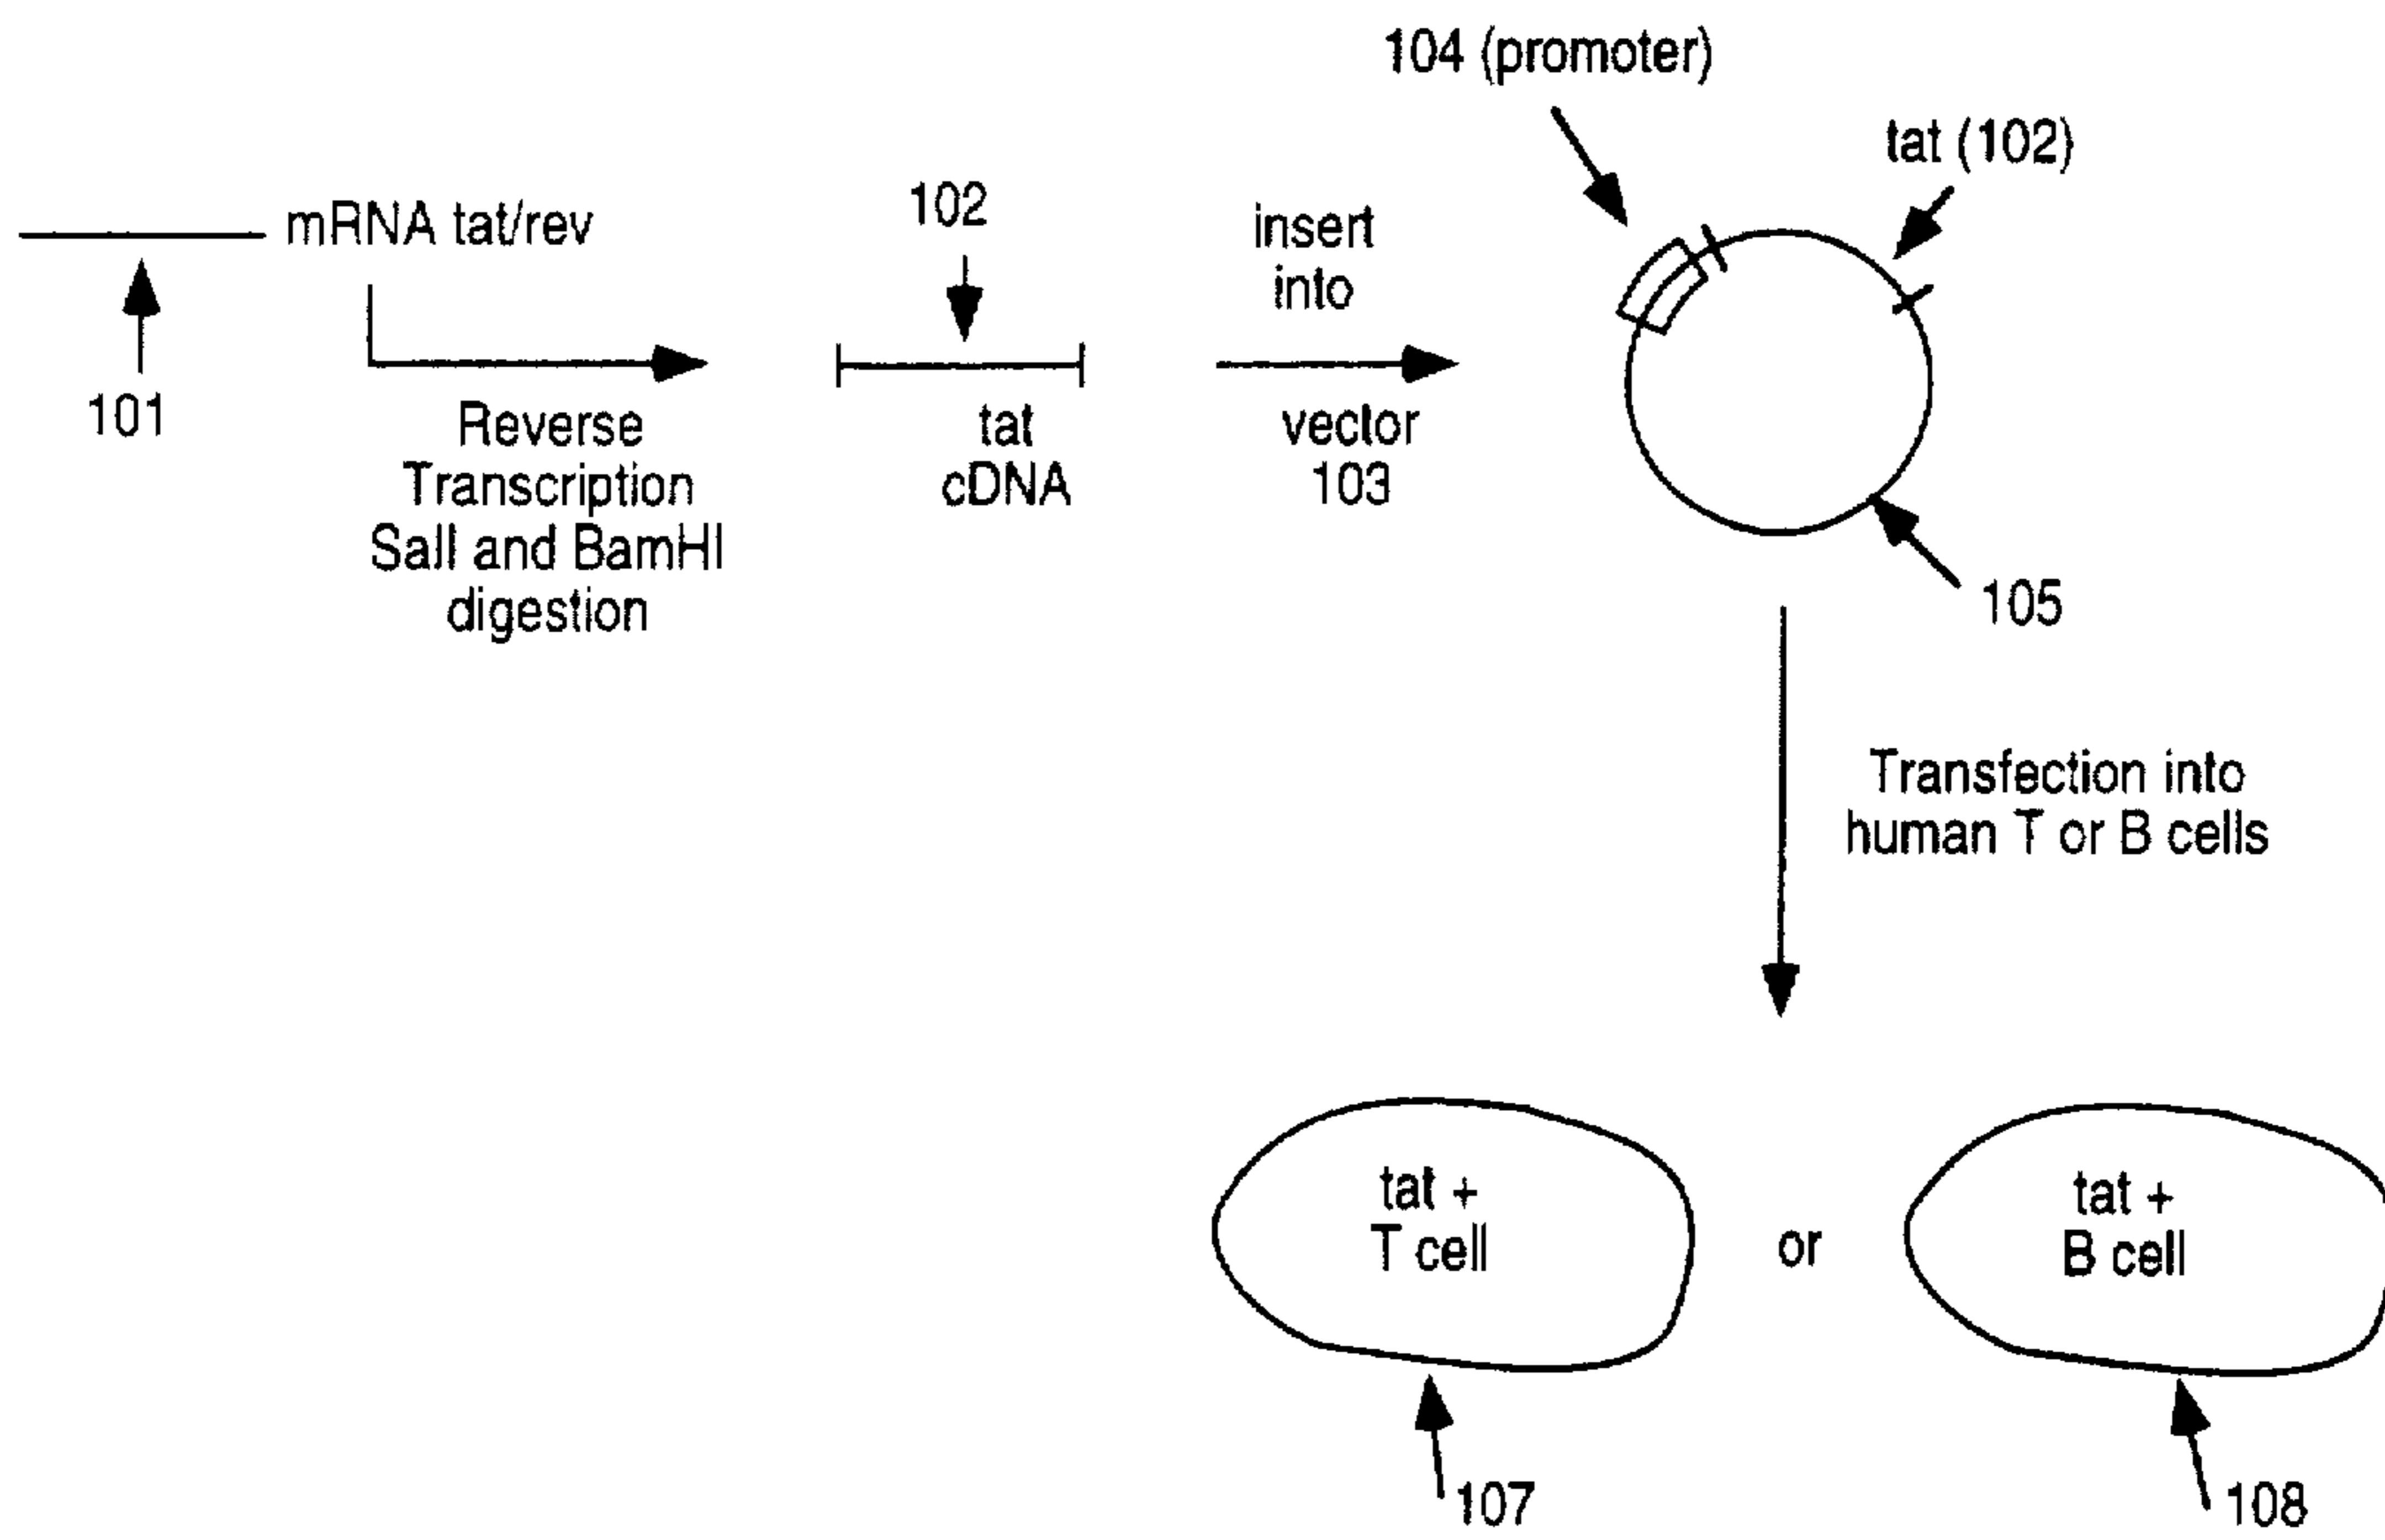 104 (promoter)
tat (102)
mRNA tat/rev
101
102
insert
into
Reverse
Transcription
SalI and BamHI
digestion
tat
cDNA
vector
103
105
Transfection into
human T or B cells
tat +
T cell
or
tat +
B cell
107
108